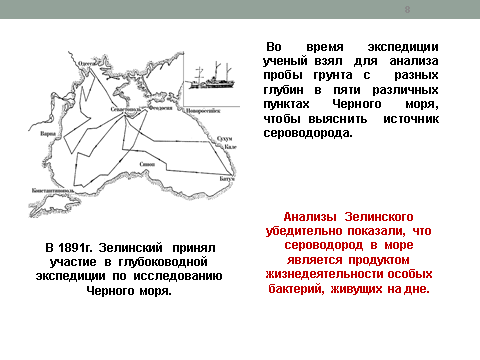 8
Во время экспедиции
ученый взял для анализа
пробы грунта с разных
глубин в пяти различных
пунктах Черного моря,
чтобы выяснить источник
сероводорода.
Одесса
Севастополь
Феодосия
Новороссийск
Варна
Сухум
Кале
Синоп
Батум
Константинополь
В 1891г. Зелинский принял
участие в глубоководной
экспедиции по исследованию
Черного моря.
Анализы Зелинского
убедительно показали, что
сероводород в море
является продуктом
жизнедеятельности особых
бактерий, живущих на дне.